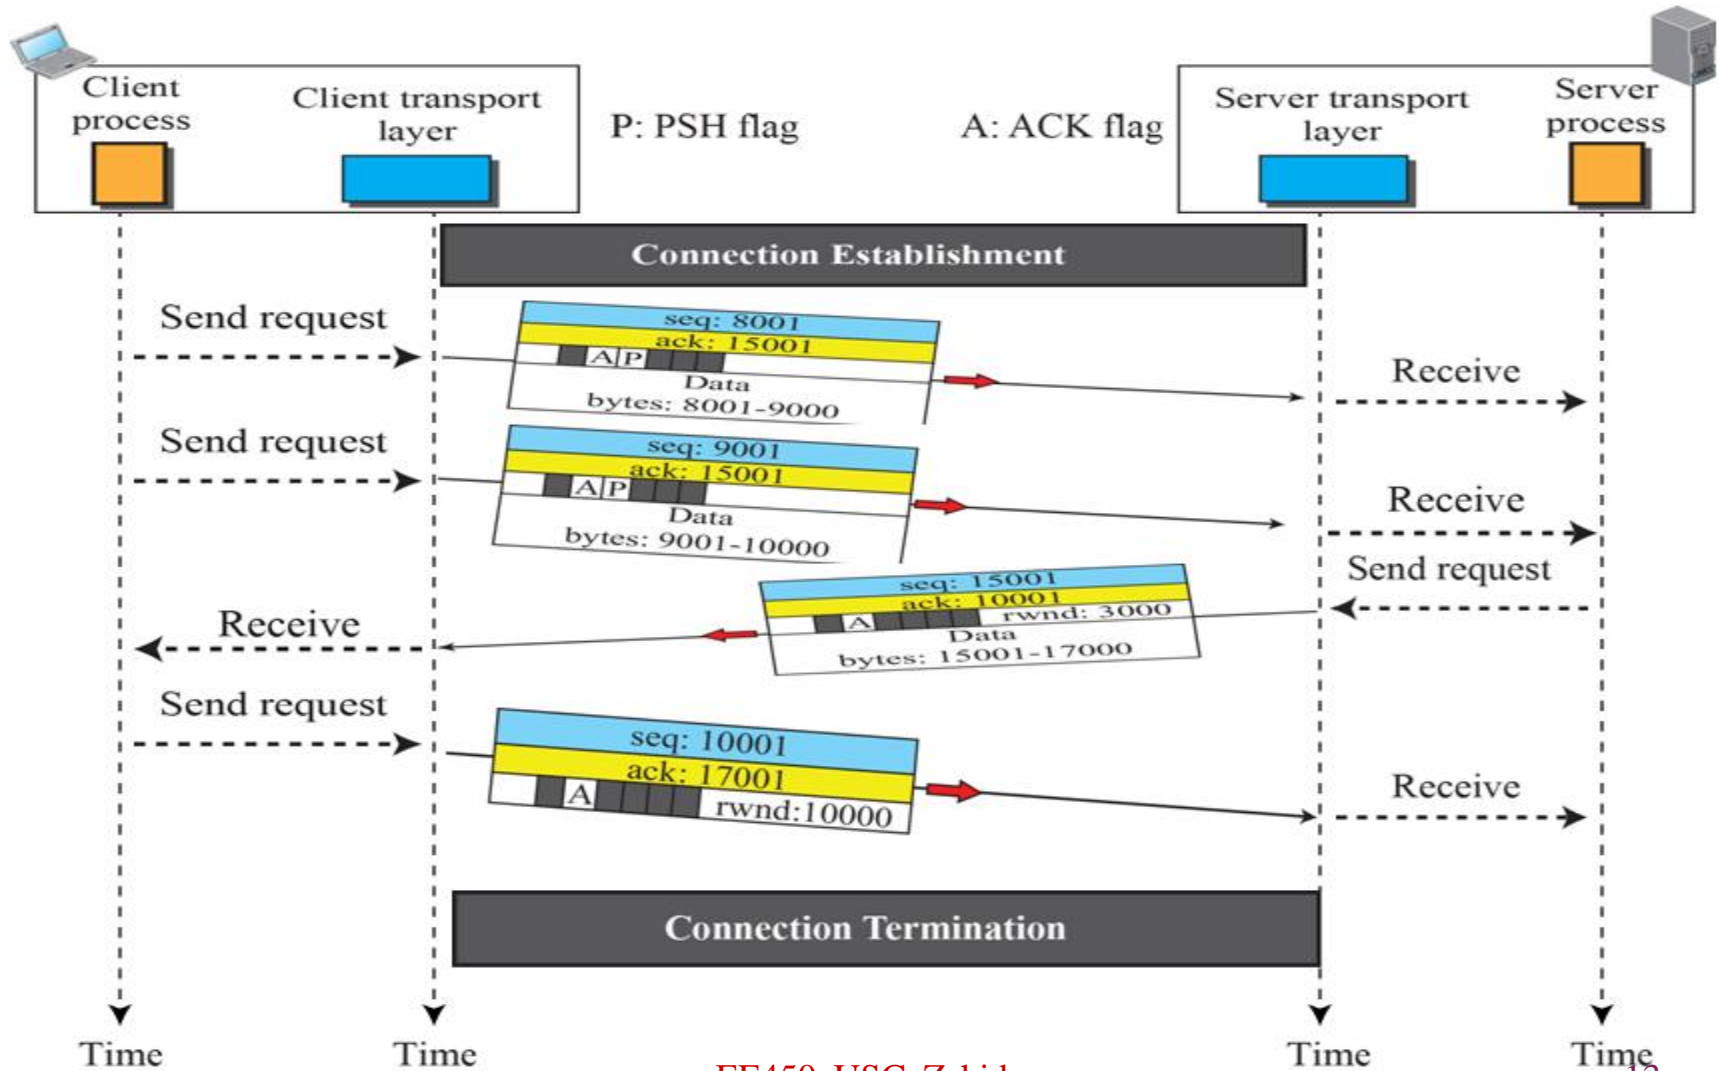 Client
process
Client transport
layer
P: PSH flag
A: ACK flag
Server transport
layer
Server
process
Connection Establishment
Send request
seq: 8001
ack: 15001
A P
Data
bytes: 8001-9000
Receive
Send request
seq: 9001
ack: 15001
A P
Data
bytes: 9001-10000
Receive
Send request
seq: 15001
ack: 10001
A rwnd: 3000
Data
bytes: 15001-17000
Receive
Send request
seq: 10001
ack: 17001
A rwnd:10000
Receive
Connection Termination
Time
Time
Time
Time